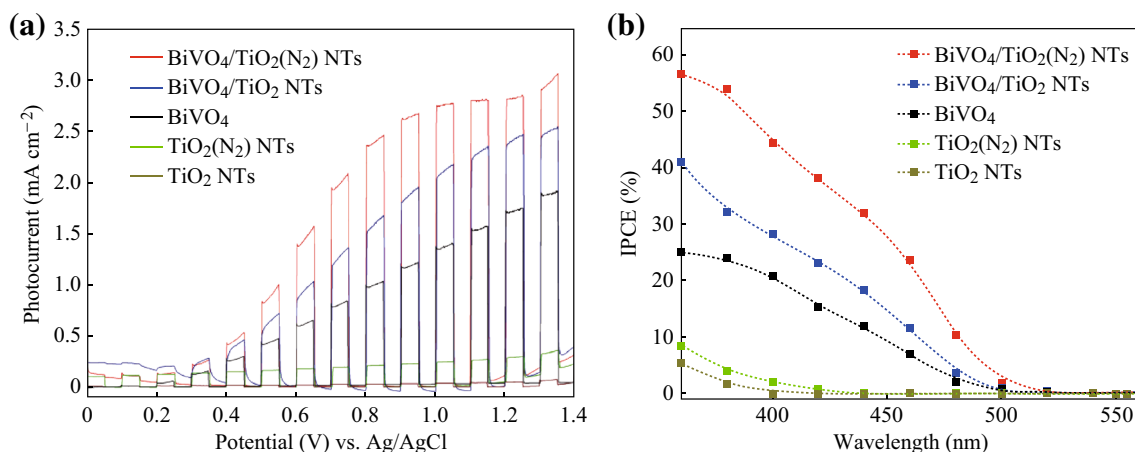 (a)
3.5
3.0
2.5
2.0
1.5
1.0
0.5
0
Photocurrent (mA cm⁻²)
BiVO₄/TiO₂(N₂) NTs
BiVO₄/TiO₂ NTs
BiVO₄
TiO₂(N₂) NTs
TiO₂ NTs
0 0.2 0.4 0.6 0.8 1.0 1.2 1.4
Potential (V) vs. Ag/AgCl
(b)
60
50
40
30
20
10
0
IPCE (%)
BiVO₄/TiO₂(N₂) NTs
BiVO₄/TiO₂ NTs
BiVO₄
TiO₂(N₂) NTs
TiO₂ NTs
400 450 500 550
Wavelength (nm)